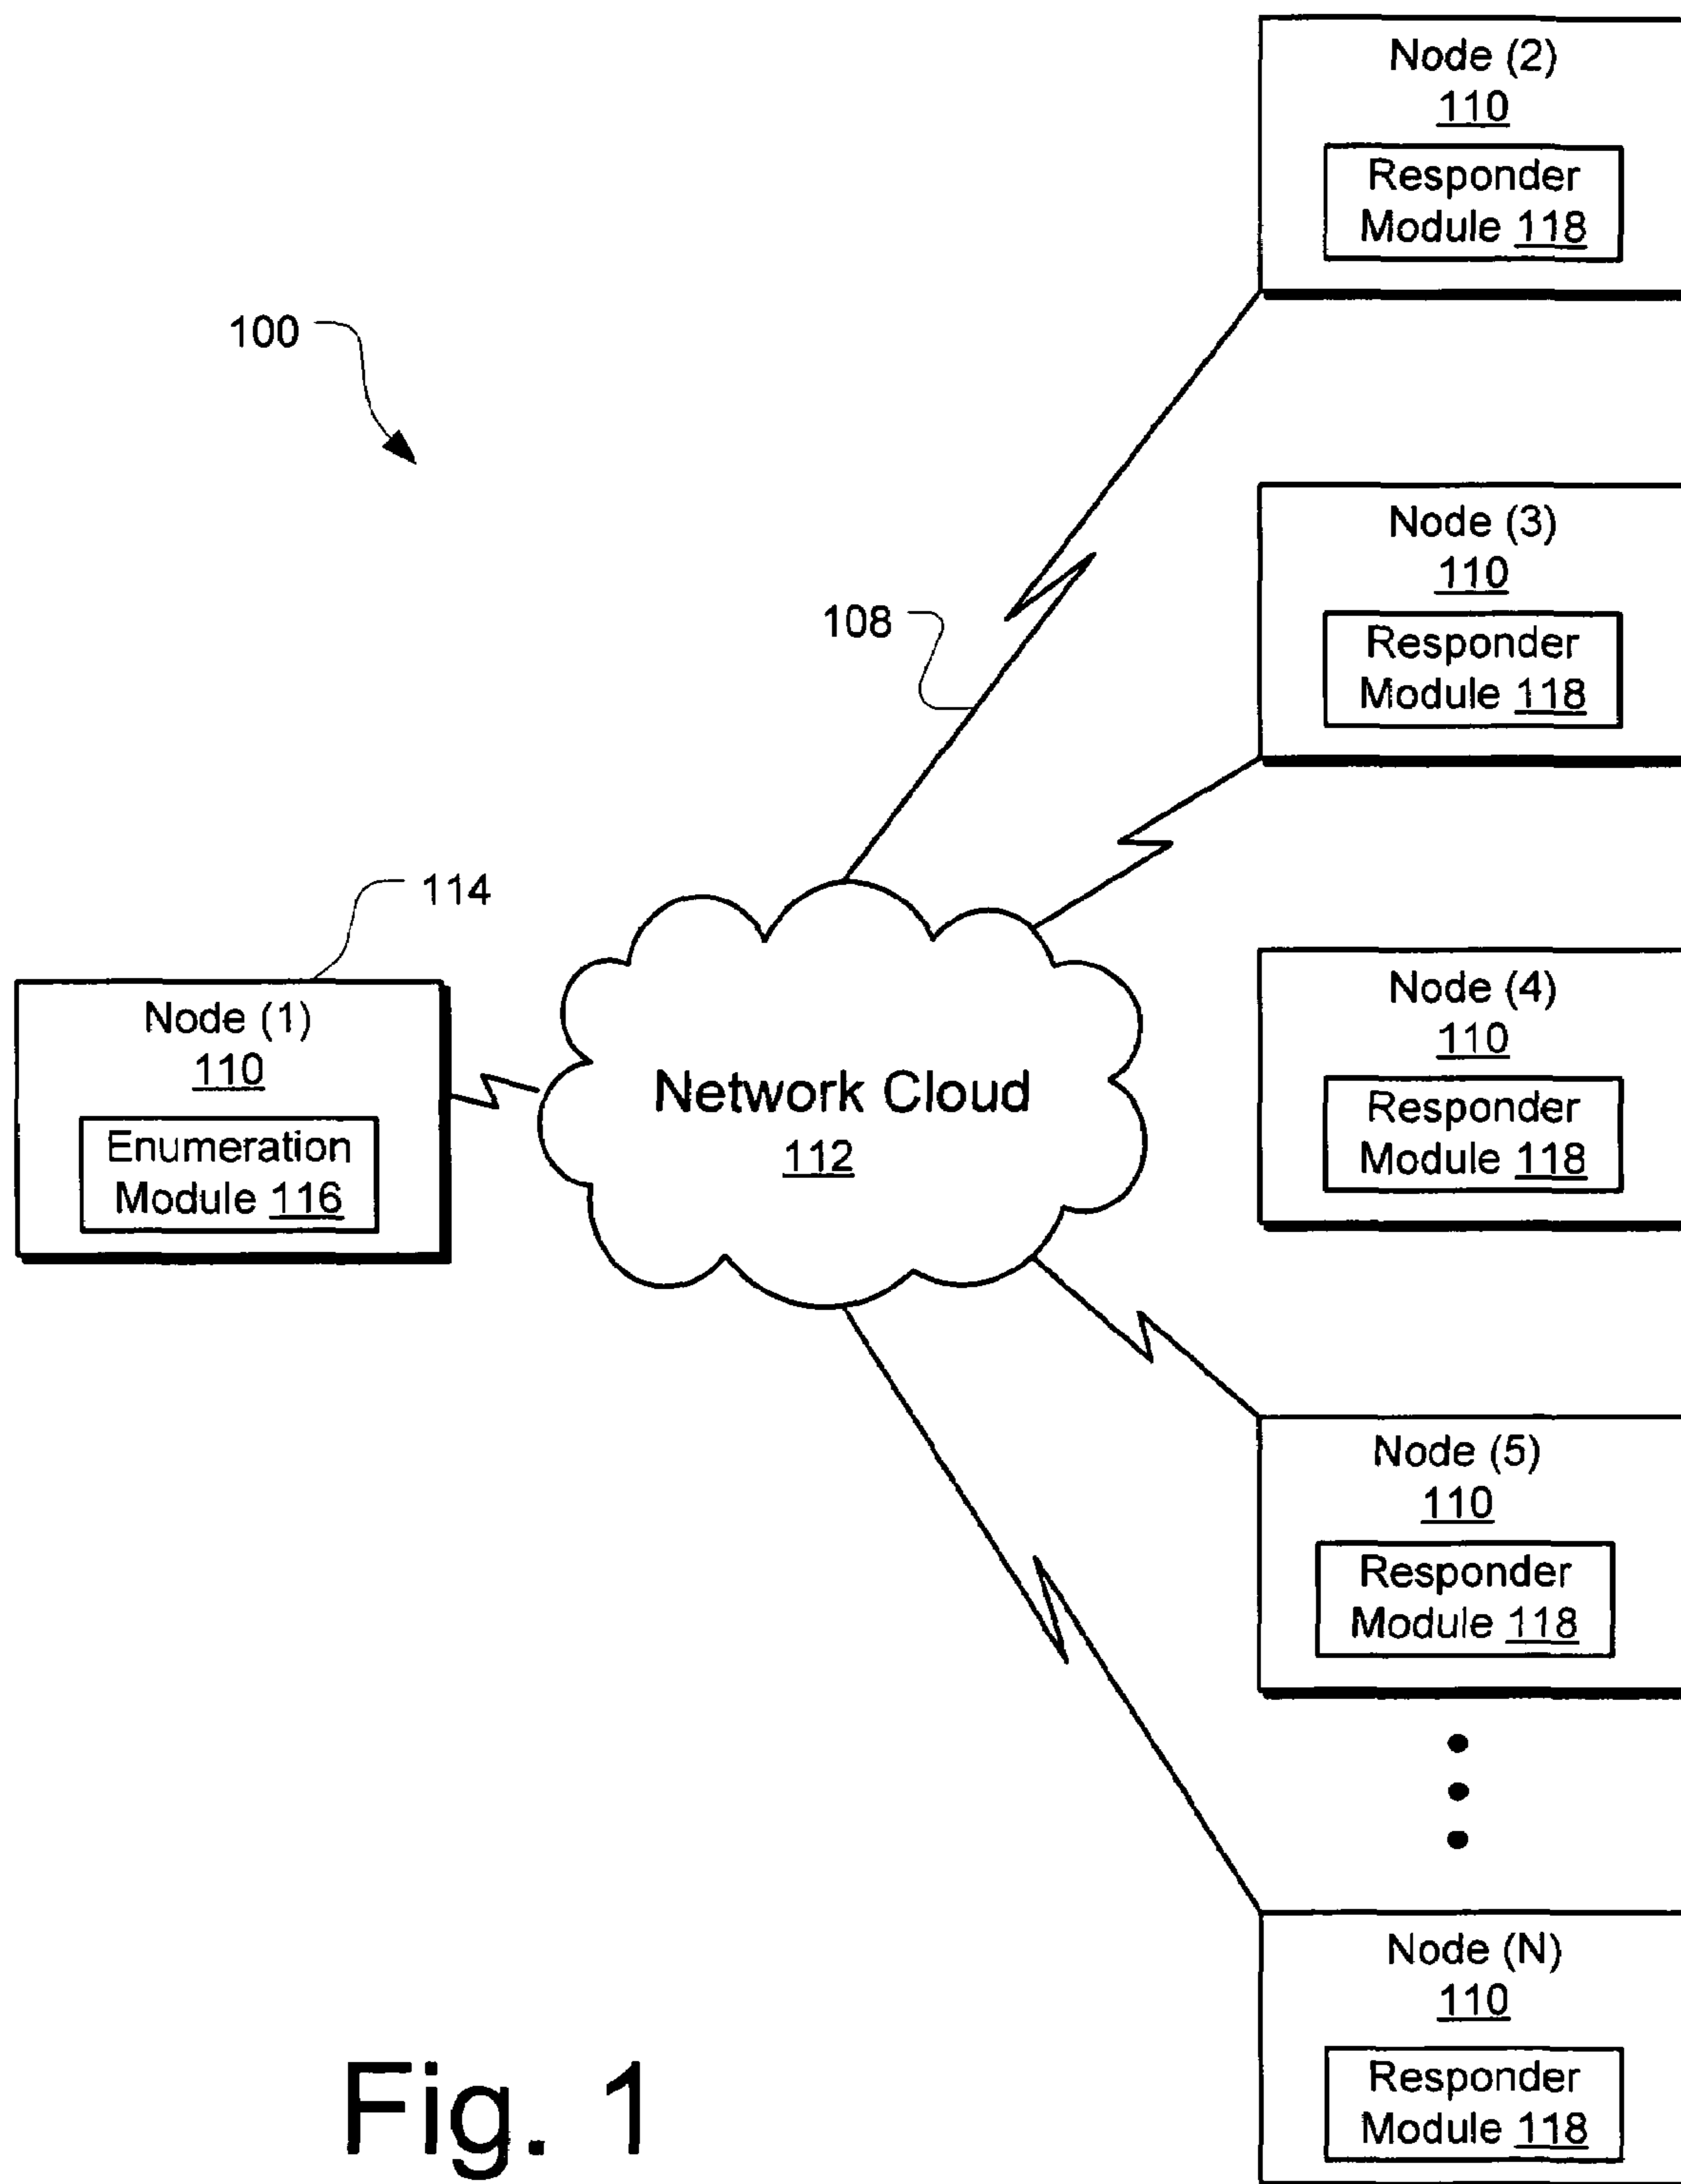 Node (2)
110
Responder
Module 118
100
Node (3)
110
Responder
Module 118
108
114
Node (1)
110
Enumeration
Module 116
Network Cloud
112
Node (4)
110
Responder
Module 118
Node (5)
110
Responder
Module 118
Node (N)
110
Responder
Module 118
Fig. 1